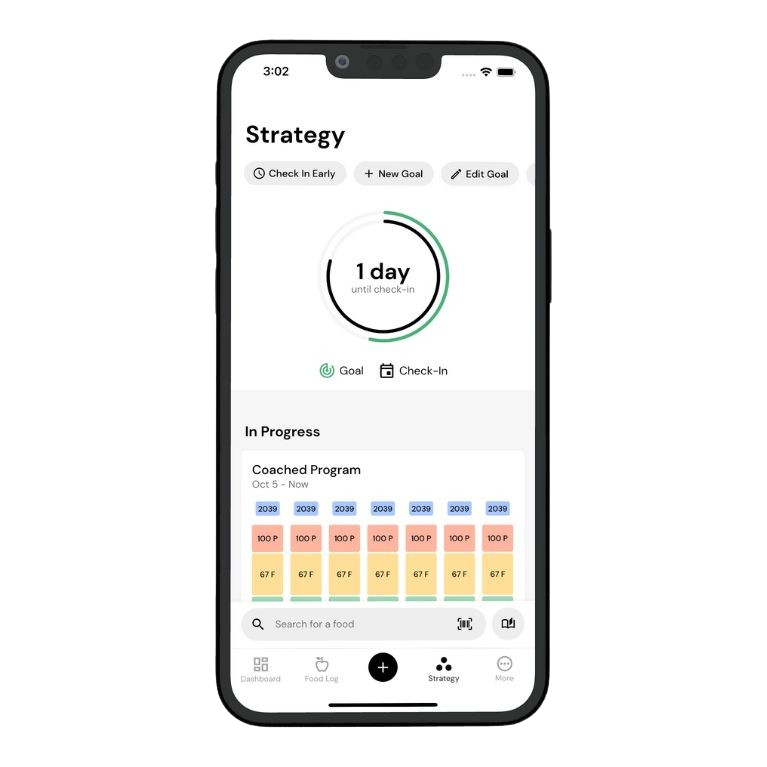 3:02
Strategy
Check In Early
New Goal
Edit Goal
1 day
until check-in
Goal
Check-In
In Progress
Coached Program
Oct 5 - Now
2039 2039 2039 2039 2039 2039 2039
100 P 100 P 100 P 100 P 100 P 100 P 100 P
67 F 67 F 67 F 67 F 67 F 67 F 67 F
Search for a food
Dashboard
Food Log
Strategy
More